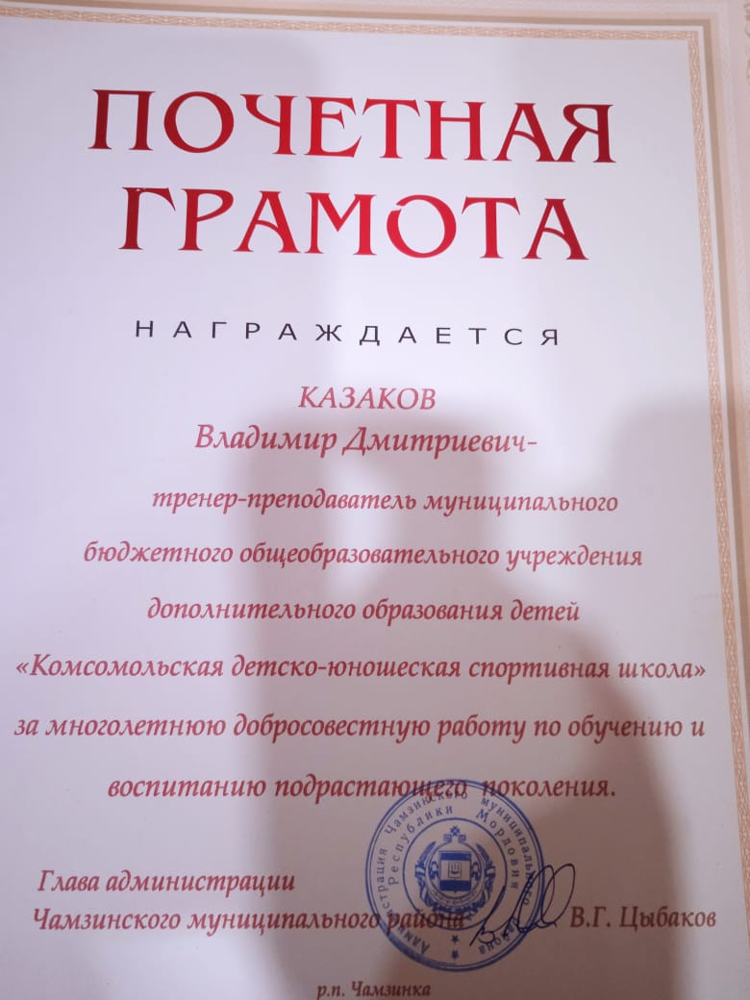 ПОЧЕТНАЯ
ГРАМОТА
НАГРАЖДАЕТСЯ
КАЗАКОВ
Владимир Дмитриевич-
тренер-преподаватель муниципального
бюджетного общеобразовательного учреждения
дополнительного образования детей
«Комсомольская детско-юношеская спортивная школа»
за многолетнюю добросовестную работу по обучению и
воспитанию подрастающего поколения.
Администрация Чамзинского муниципального района
Республики Мордовия
Глава администрации
Чамзинского муниципального района В.Г. Цыбаков
р.п. Чамзинка